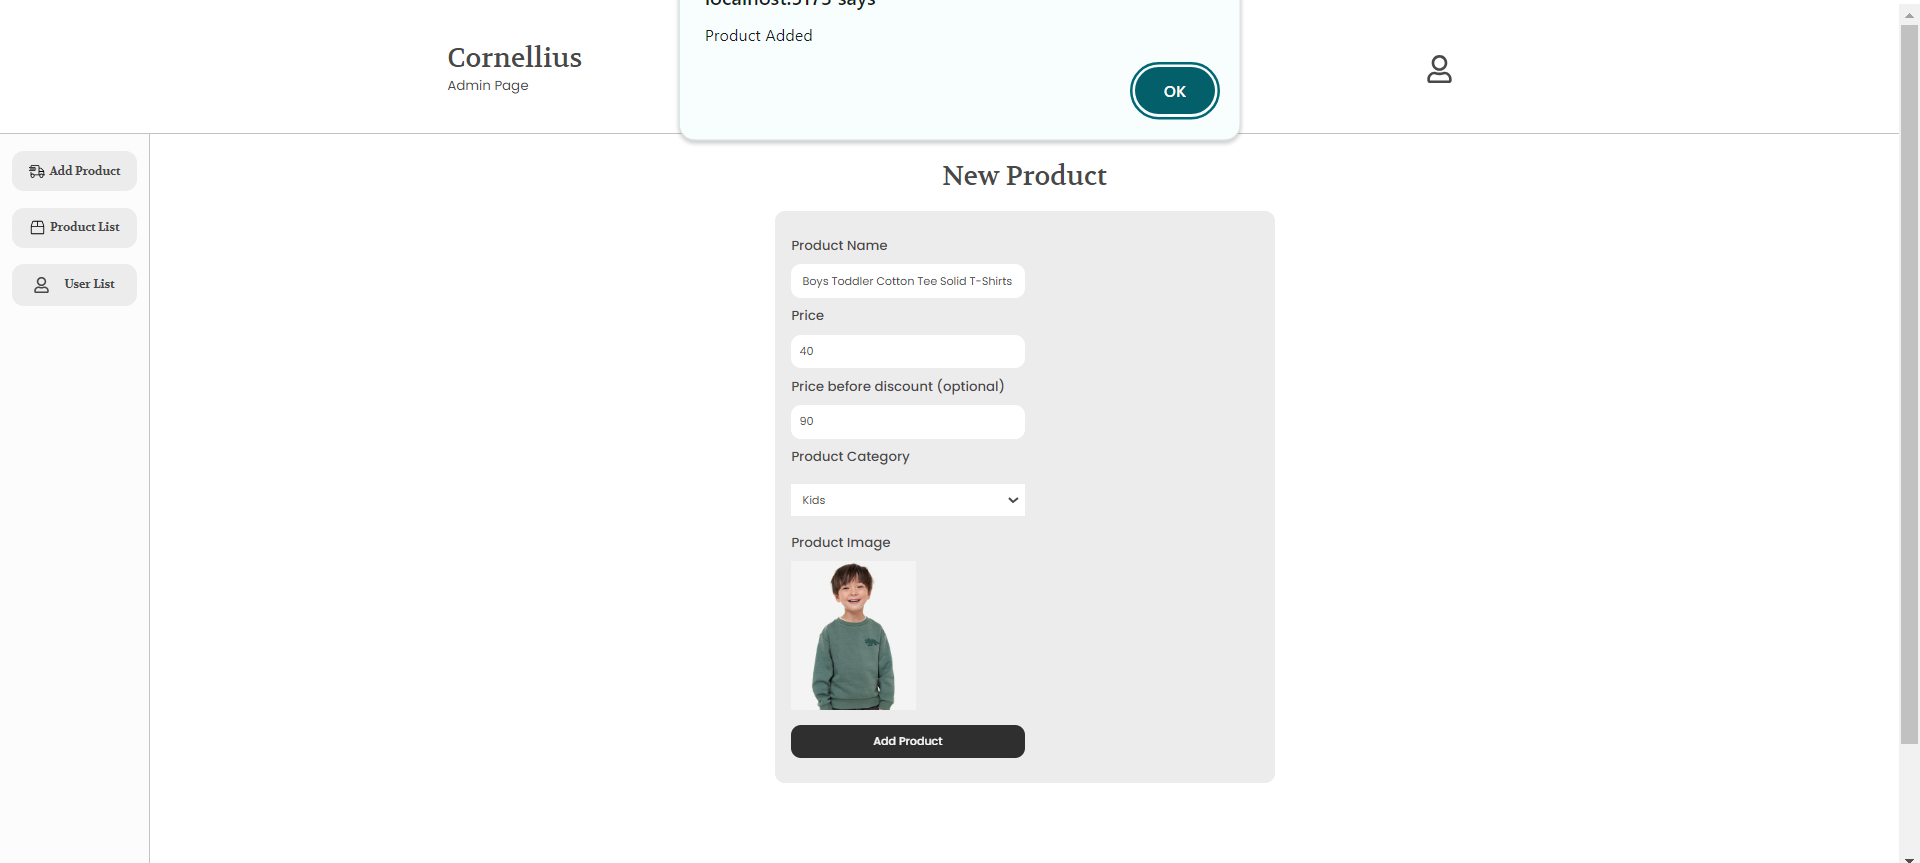 localhost:5173 says
Product Added
OK
Cornellius
Admin Page
Add Product
Product List
User List
New Product
Product Name
Boys Toddler Cotton Tee Solid T-Shirts
Price
40
Price before discount (optional)
90
Product Category
Kids
Product Image
Add Product